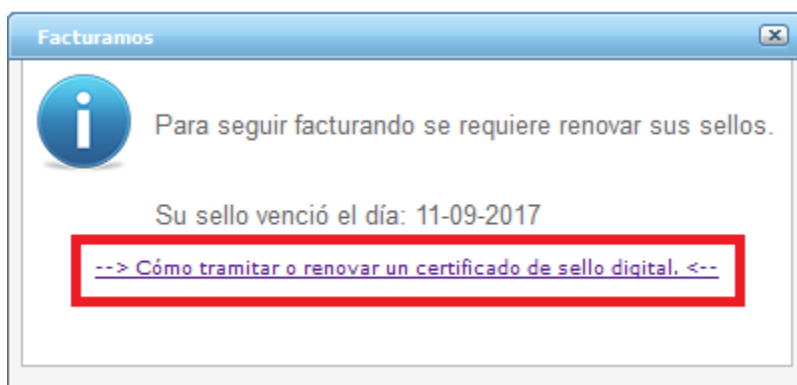 Facturamos
Para seguir facturando se requiere renovar sus sellos.
Su sello venció el día: 11-09-2017
--> Cómo tramitar o renovar un certificado de sello digital. <--